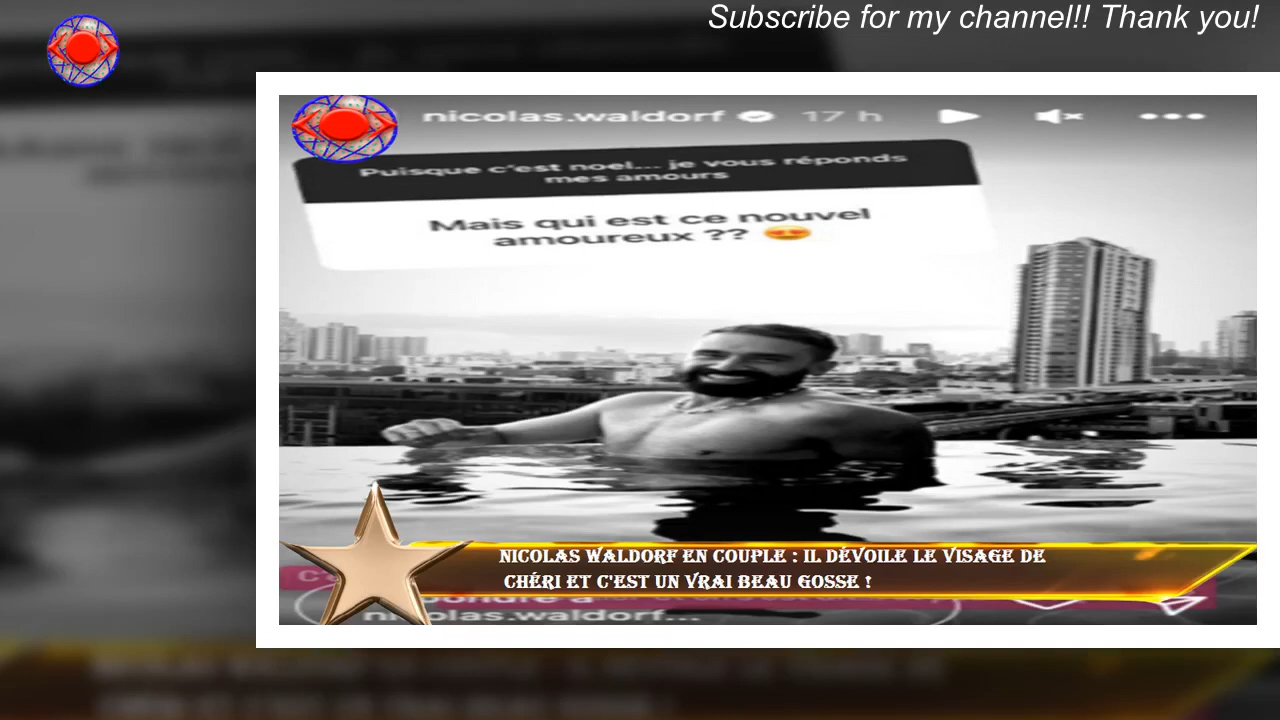 Subscribe for my channel!! Thank you!
nicolas.waldorf 17 h
Puisque c'est noel... je vous réponds
mes amours
Mais qui est ce nouvel
amoureux ?? 😍
NICOLAS WALDORF EN COUPLE : IL DÉVOILE LE VISAGE DE
CHÉRI ET C'EST UN VRAI BEAU GOSSE !
nicolas.waldorf...